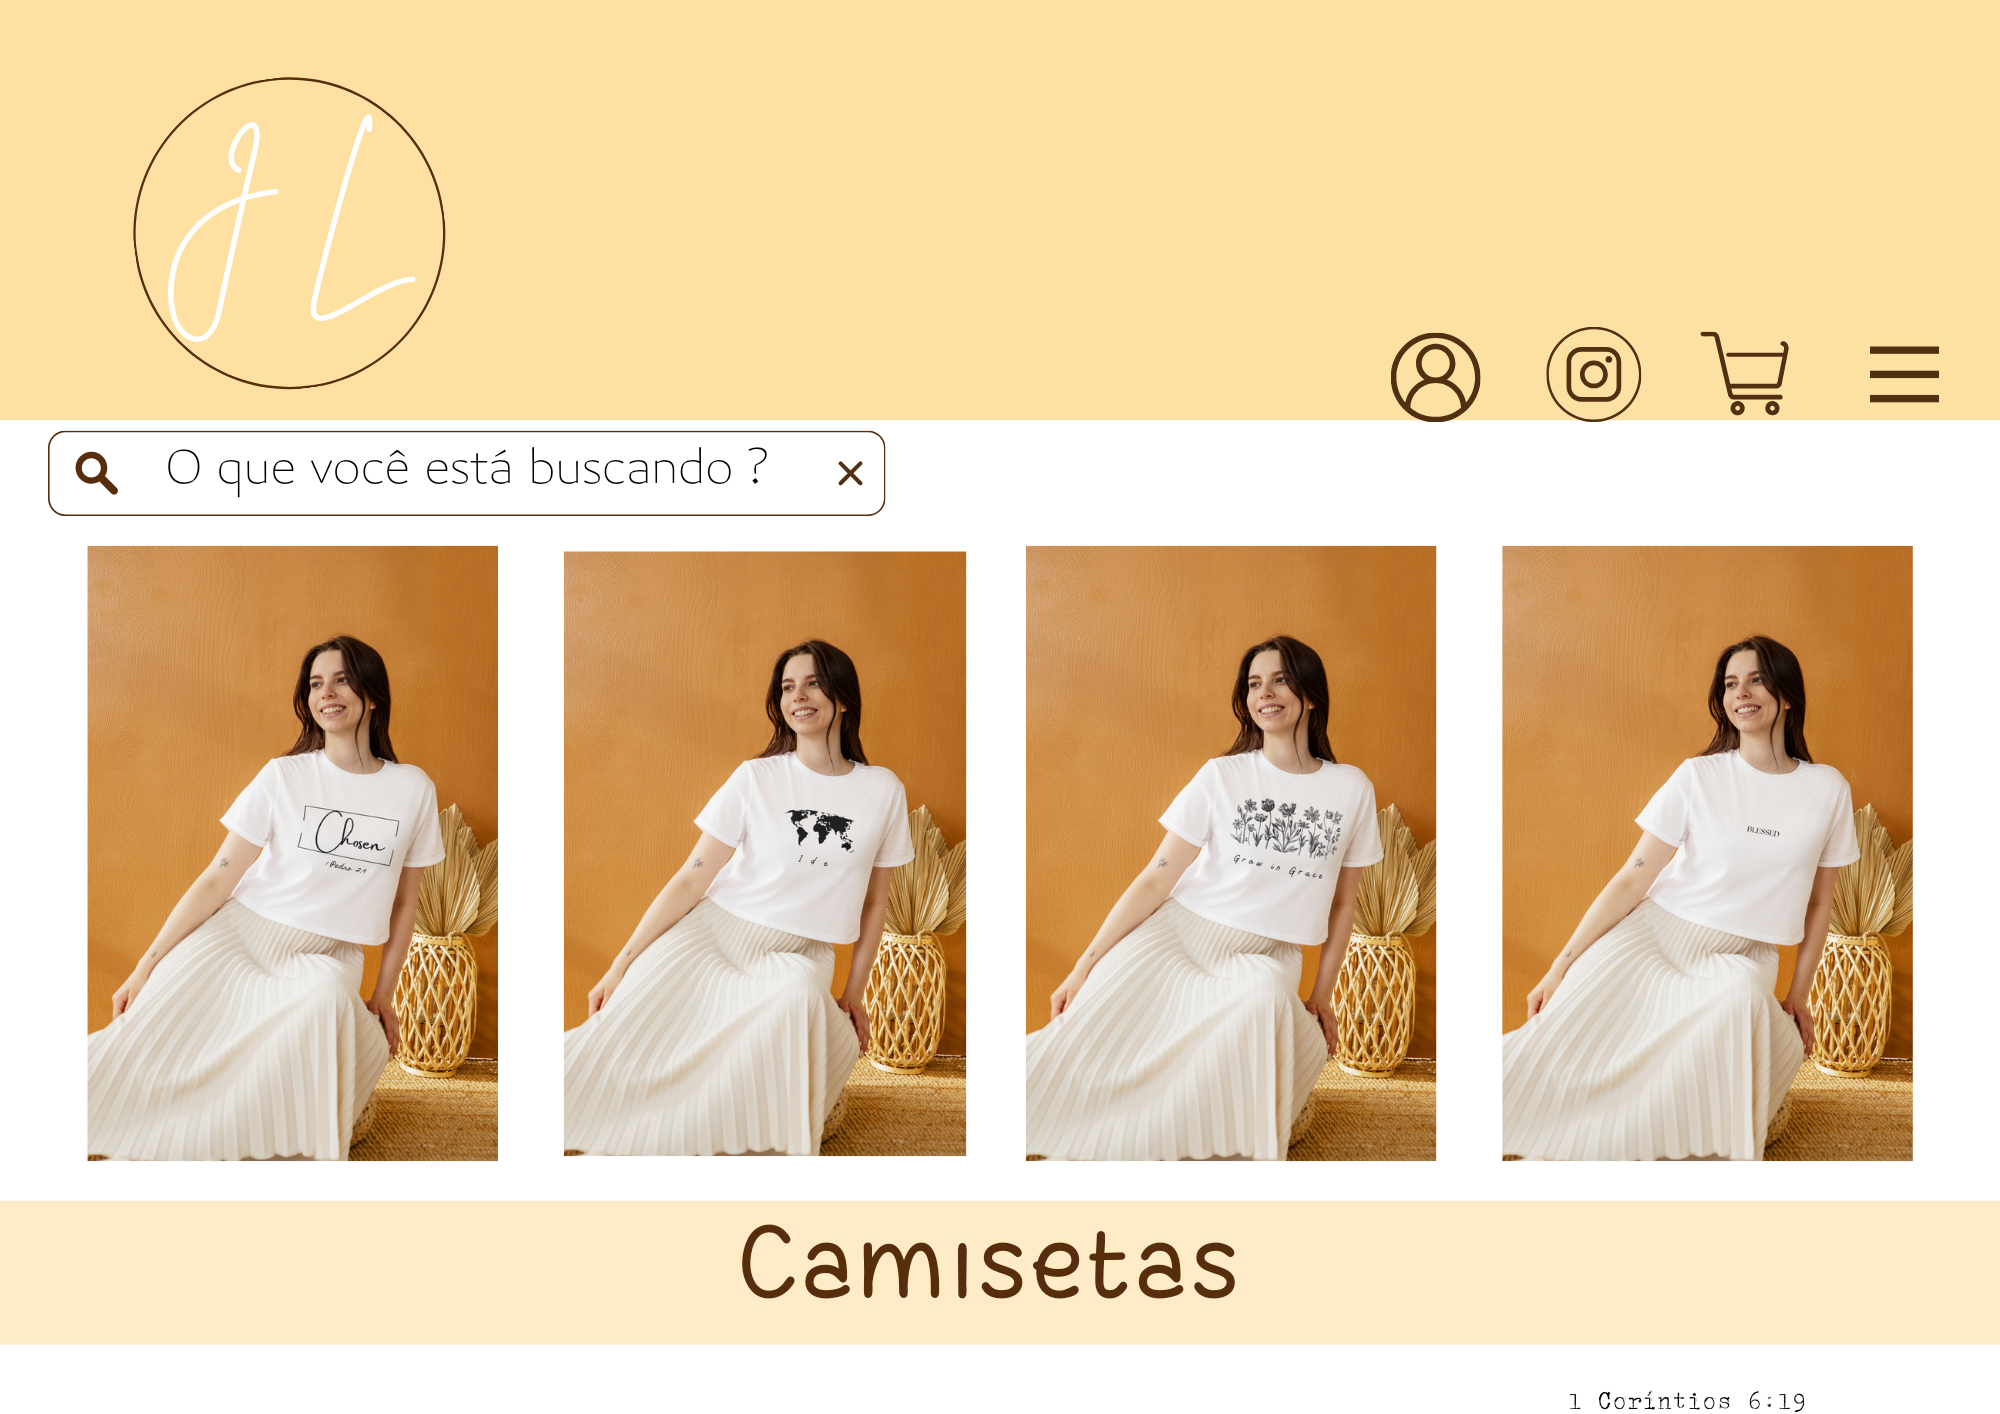 JL
O que você está buscando ?
Chosen
1 Pedro 2,9
Ide
Grow in Grace
BLESSED
Camisetas
1 Coríntios 6:19